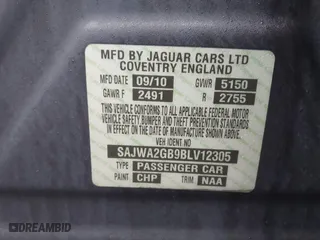 MFD BY JAGUAR CARS LTD
COVENTRY ENGLAND
MFD DATE 09/10 GVWR 5150
GAWR F 2491 R 2755
THIS VEHICLE CONFORMS TO ALL APPLICABLE FEDERAL MOTOR
VEHICLE SAFETY, BUMPER AND THEFT PREVENTION STANDARDS
IN EFFECT ON THE DATE OF MANUFACTURE SHOWN ABOVE
VEH IDENT NO
SAJWA2GB9BLV12305
TYPE PASSENGER CAR
PAINT CHP TRIM NAA
DREAMBID